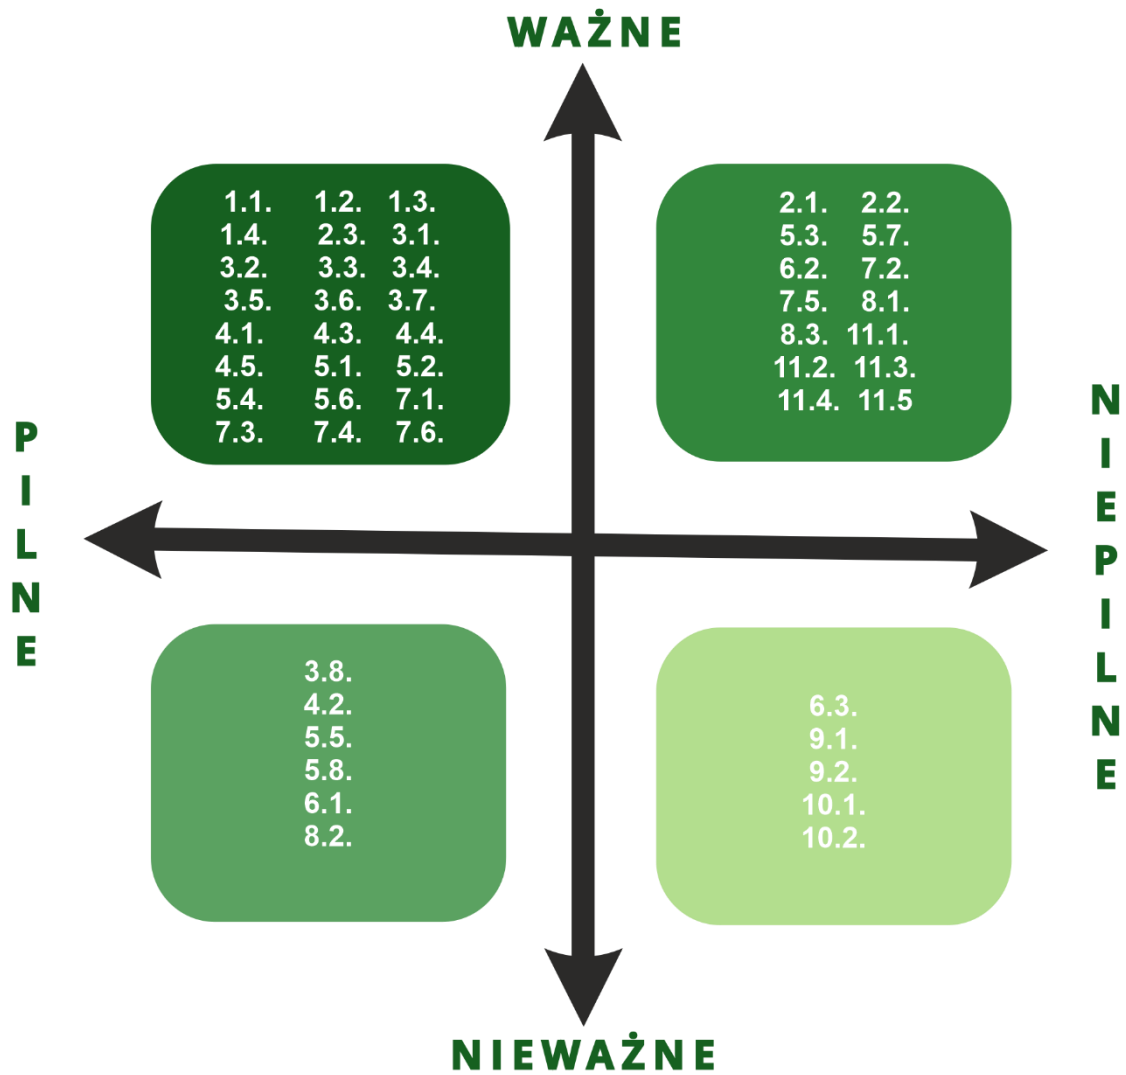 WAŻNE
1.1. 1.2. 1.3.
1.4. 2.3. 3.1.
3.2. 3.3. 3.4.
3.5. 3.6. 3.7.
4.1. 4.3. 4.4.
4.5. 5.1. 5.2.
5.4. 5.6. 7.1.
7.3. 7.4. 7.6.
2.1. 2.2.
5.3. 5.7.
6.2. 7.2.
7.5. 8.1.
8.3. 11.1.
11.2. 11.3.
11.4. 11.5
PILNE
NIEPILNE
3.8.
4.2.
5.5.
5.8.
6.1.
8.2.
6.3.
9.1.
9.2.
10.1.
10.2.
NIEWAŻNE